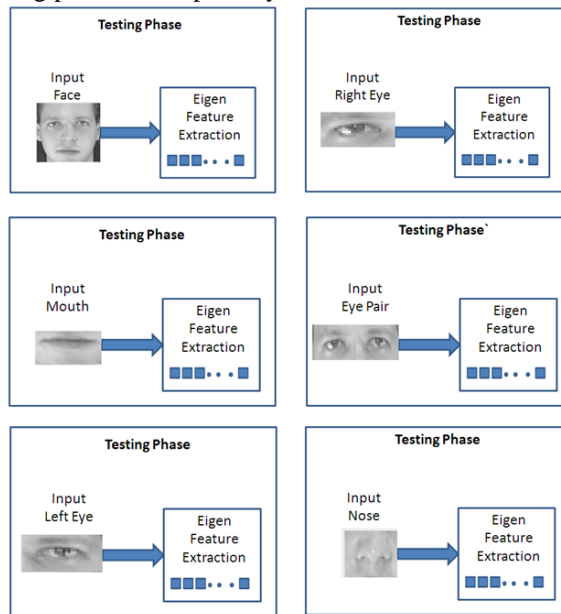 Testing Phase
Input
Face
Eigen
Feature
Extraction
Testing Phase
Input
Right Eye
Eigen
Feature
Extraction
Testing Phase
Input
Mouth
Eigen
Feature
Extraction
Testing Phase`
Input
Eye Pair
Eigen
Feature
Extraction
Testing Phase
Input
Left Eye
Eigen
Feature
Extraction
Testing Phase
Input
Nose
Eigen
Feature
Extraction